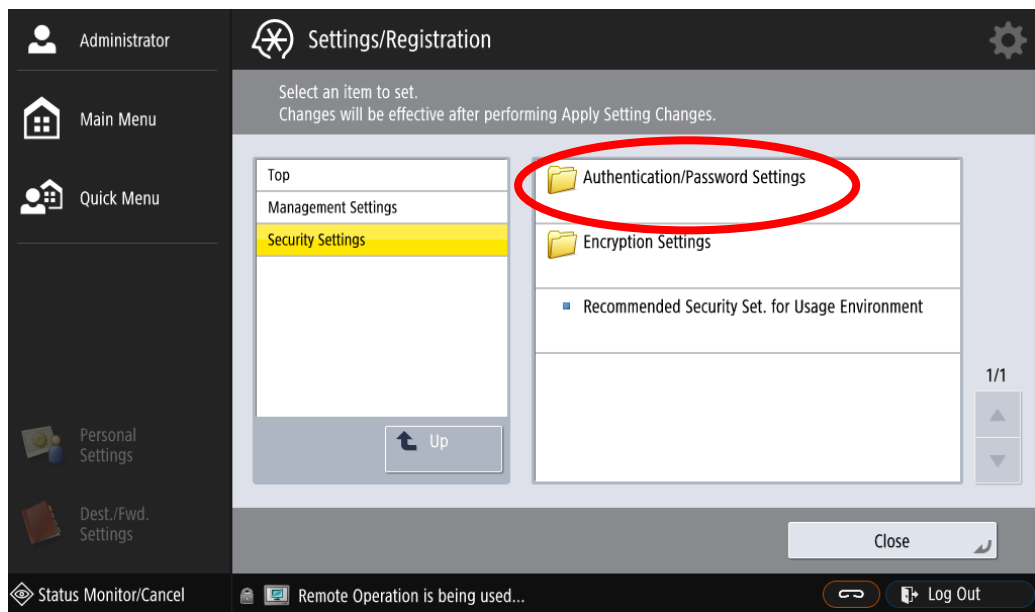 Administrator
Settings/Registration
Select an item to set.
Changes will be effective after performing Apply Setting Changes.
Main Menu
Quick Menu
Top
Management Settings
Security Settings
Up
Authentication/Password Settings
Encryption Settings
Recommended Security Set. for Usage Environment
1/1
Personal
Settings
Dest./Fwd.
Settings
Close
Status Monitor/Cancel
Remote Operation is being used...
Log Out